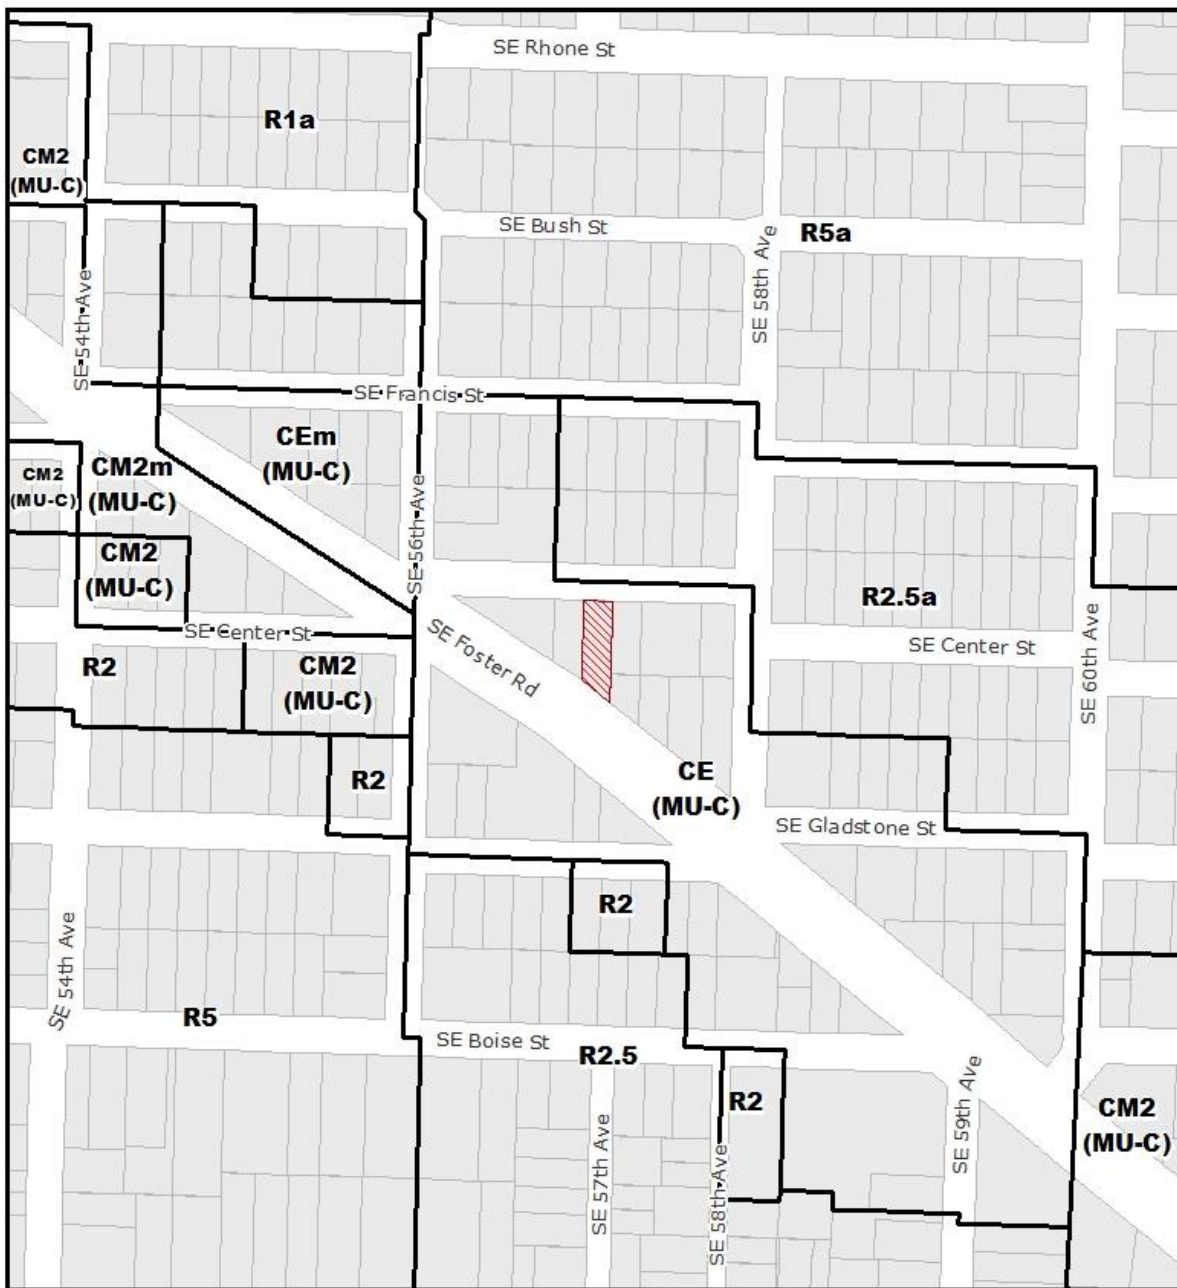 SE Rhone St
R1a
CM2
(MU-C)
SE Bush St
R5a
SE 58th Ave
SE 54th Ave
SE Francis St
CEm
(MU-C)
CM2m
(MU-C)
CM2
(MU-C)
SE 56th Ave
CM2
(MU-C)
R2.5a
SE Center St
SE Foster Rd
SE Center St
SE 60th Ave
R2
CM2
(MU-C)
R2
CE
(MU-C)
SE Gladstone St
R2
SE 54th Ave
R5
SE Boise St
R2.5
R2
SE 59th Ave
CM2
(MU-C)
SE 57th Ave
SE 58th Ave